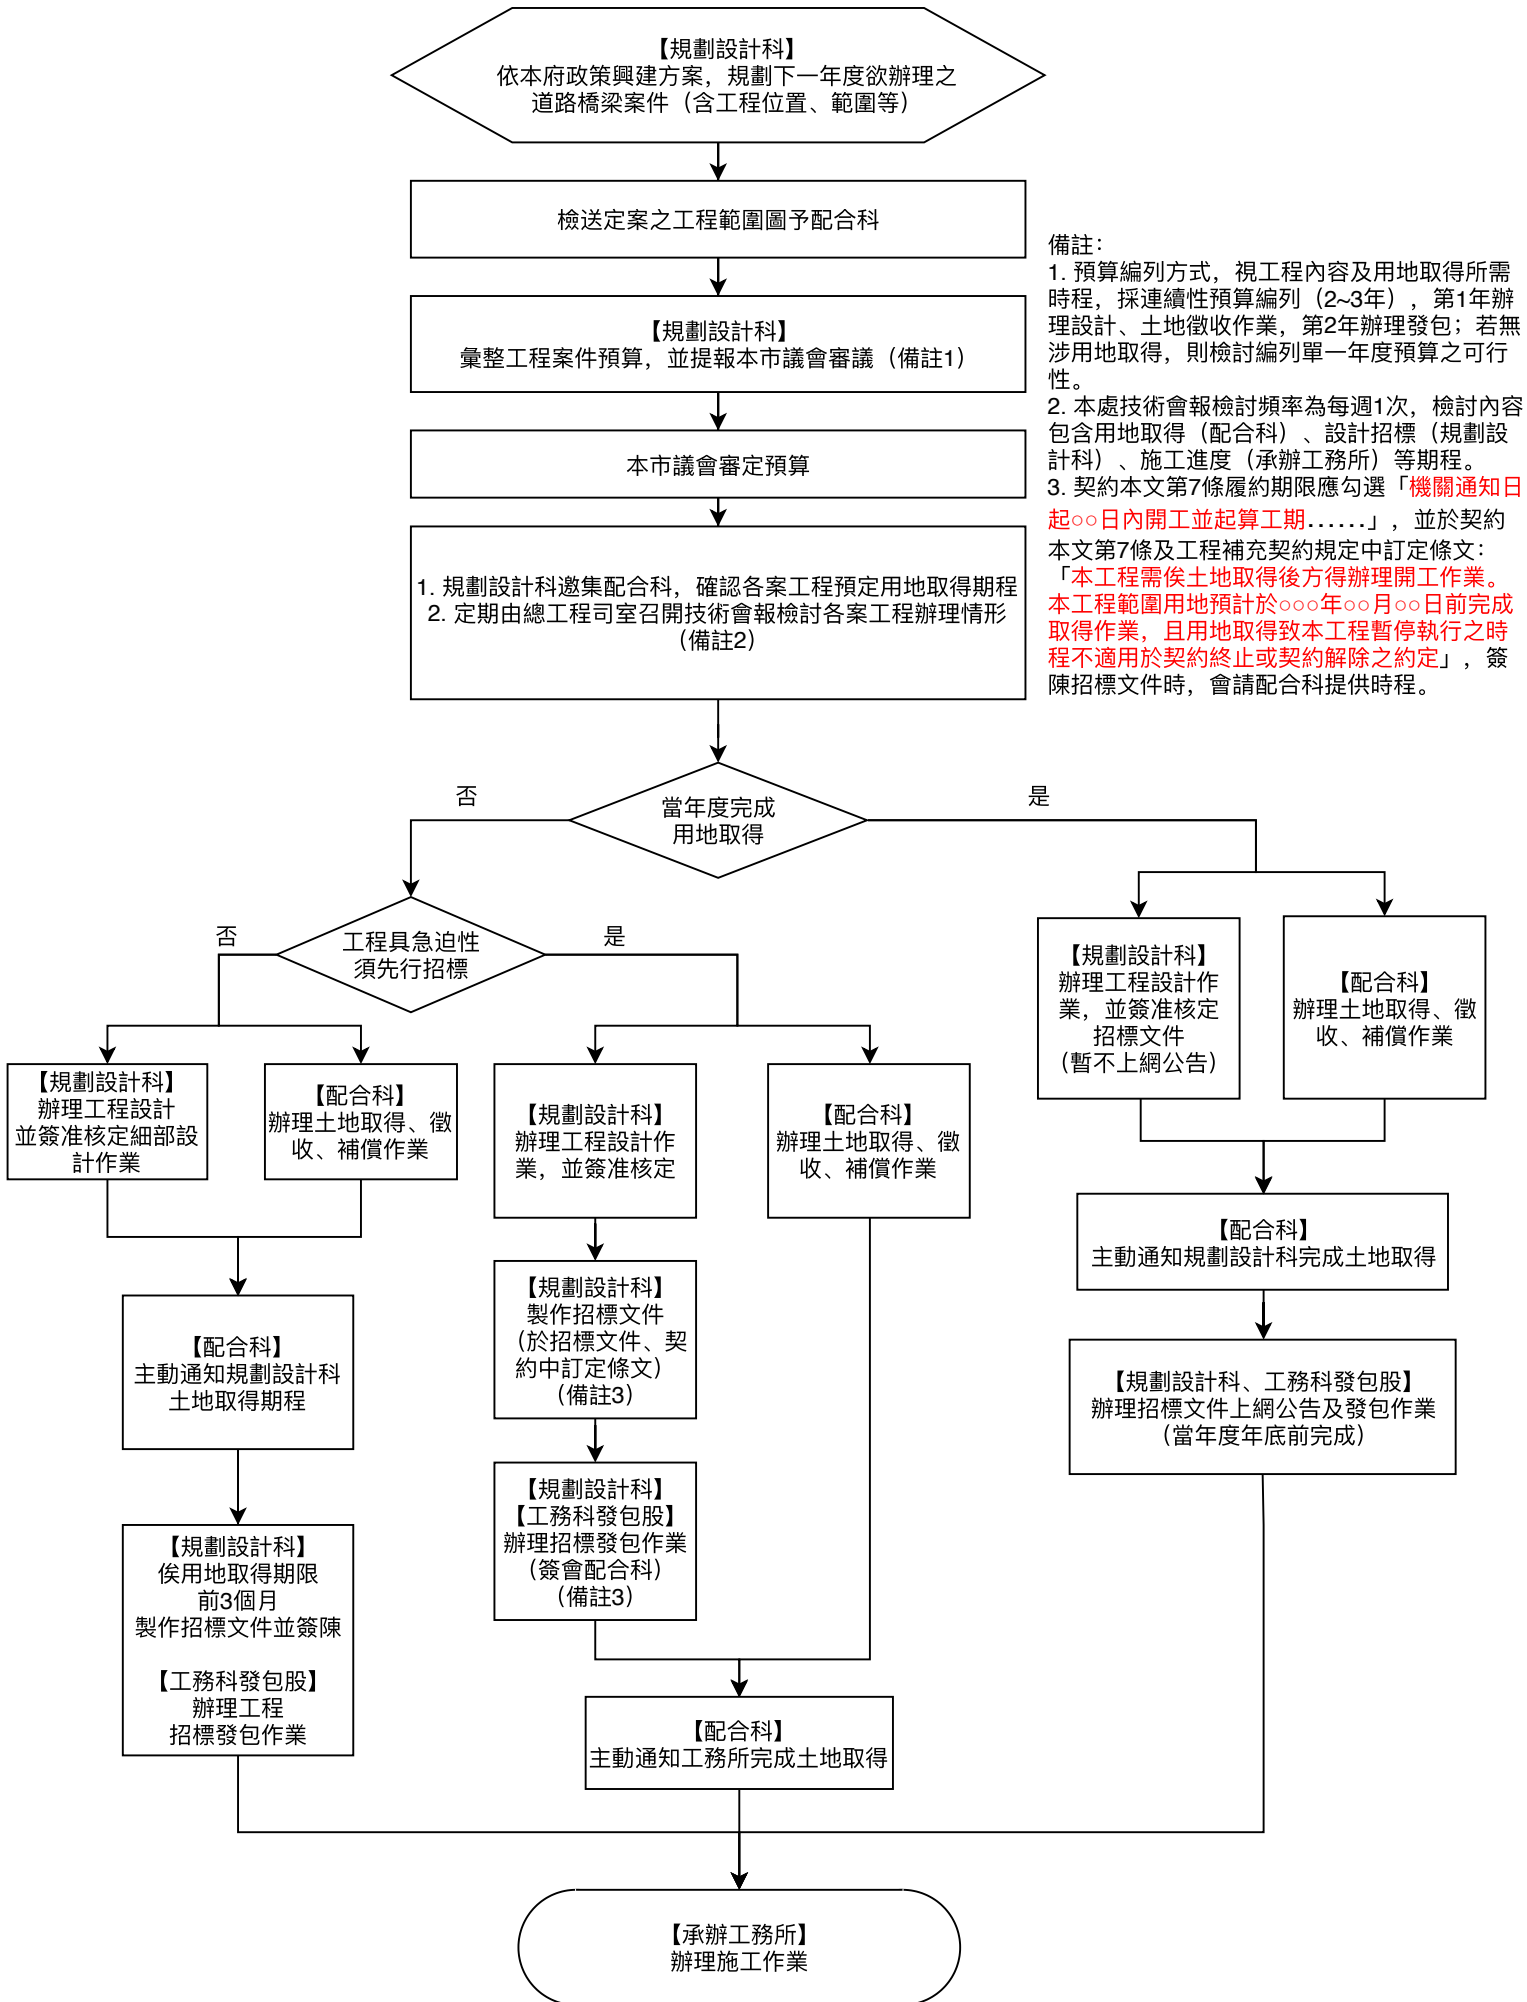 【規劃設計科】
依本府政策興建方案，規劃下一年度欲辦理之
道路橋梁案件（含工程位置、範圍等）
檢送定案之工程範圍圖予配合科
【規劃設計科】
彙整工程案件預算，並提報本市議會審議（備註1）
本市議會審定預算
1. 規劃設計科邀集配合科，確認各案工程預定用地取得期程
2. 定期由總工程司室召開技術會報檢討各案工程辦理情形
（備註2）
備註：
1. 預算編列方式，視工程內容及用地取得所需
時程，採連續性預算編列（2~3年），第1年辦
理設計、土地徵收作業，第2年辦理發包；若無
涉用地取得，則檢討編列單一年度預算之可行
性。
2. 本處技術會報檢討頻率為每週1次，檢討內容
包含用地取得（配合科）、設計招標（規劃設
計科）、施工進度（承辦工務所）等期程。
3. 契約本文第7條履約期限應勾選「機關通知日
起○○日內開工並起算工期......」，並於契約
本文第7條及工程補充契約規定中訂定條文：
「本工程需俟土地取得後方得辦理開工作業。
本工程範圍用地預計於○○○年○○月○○日前完成
取得作業，且用地取得致本工程暫停執行之時
程不適用於契約終止或契約解除之約定」，簽
陳招標文件時，會請配合科提供時程。
當年度完成
用地取得
否
是
工程具急迫性
須先行招標
否
是
【規劃設計科】
辦理工程設計
並簽准核定細部設
計作業
【配合科】
辦理土地取得、徵
收、補償作業
【配合科】
主動通知規劃設計科
土地取得期程
【規劃設計科】
俟用地取得期限
前3個月
製作招標文件並簽陳
【工務科發包股】
辦理工程
招標發包作業
【規劃設計科】
辦理工程設計作
業，並簽准核定
【配合科】
辦理土地取得、徵
收、補償作業
【規劃設計科】
製作招標文件
（於招標文件、契
約中訂定條文）
（備註3）
【規劃設計科】
【工務科發包股】
辦理招標發包作業
（簽會配合科）
（備註3）
【配合科】
主動通知工務所完成土地取得
【規劃設計科】
辦理工程設計作
業，並簽准核定
招標文件
（暫不上網公告）
【配合科】
辦理土地取得、徵
收、補償作業
【配合科】
主動通知規劃設計科完成土地取得
【規劃設計科、工務科發包股】
辦理招標文件上網公告及發包作業
（當年度年底前完成）
【承辦工務所】
辦理施工作業